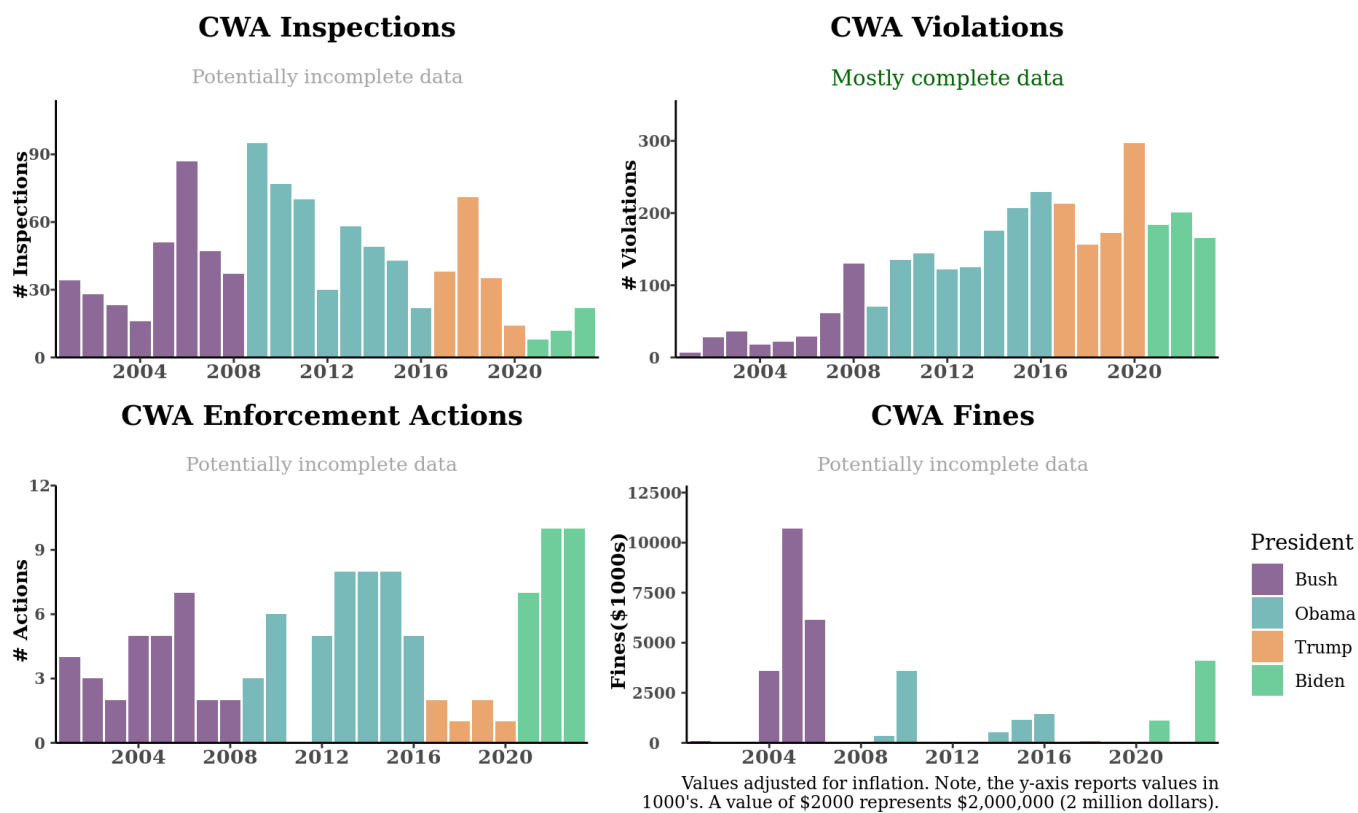 CWA Inspections
Potentially incomplete data
# Inspections
90
60
30
0
2004 2008 2012 2016 2020
CWA Violations
Mostly complete data
# Violations
300
200
100
0
2004 2008 2012 2016 2020
CWA Enforcement Actions
Potentially incomplete data
# Actions
12
9
6
3
0
2004 2008 2012 2016 2020
CWA Fines
Potentially incomplete data
Fines($1000s)
12500
10000
7500
5000
2500
0
2004 2008 2012 2016 2020
President
Bush
Obama
Trump
Biden
Values adjusted for inflation. Note, the y-axis reports values in
1000's. A value of $2000 represents $2,000,000 (2 million dollars).